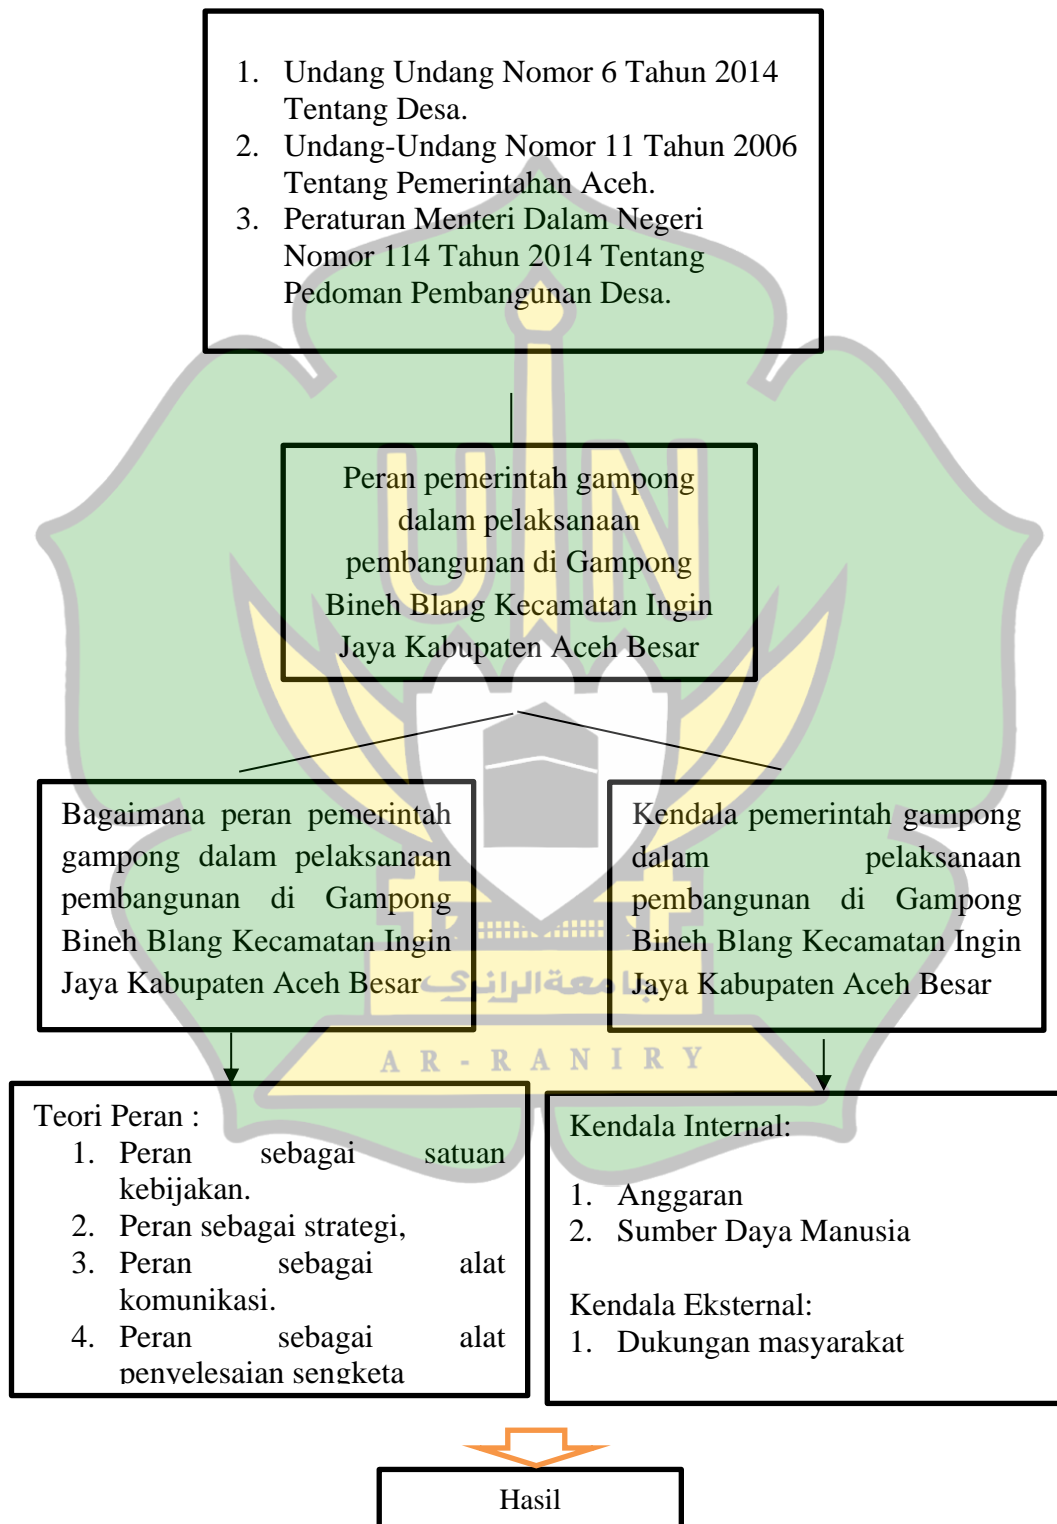 1. Undang Undang Nomor 6 Tahun 2014
Tentang Desa.
2. Undang-Undang Nomor 11 Tahun 2006
Tentang Pemerintahan Aceh.
3. Peraturan Menteri Dalam Negeri
Nomor 114 Tahun 2014 Tentang
Pedoman Pembangunan Desa.
UIN
Peran pemerintah gampong
dalam pelaksanaan
pembangunan di Gampong
Bineh Blang Kecamatan Ingin
Jaya Kabupaten Aceh Besar
Bagaimana peran pemerintah
gampong dalam pelaksanaan
pembangunan di Gampong
Bineh Blang Kecamatan Ingin
Jaya Kabupaten Aceh Besar
Kendala pemerintah gampong
dalam pelaksanaan
pembangunan di Gampong
Bineh Blang Kecamatan Ingin
Jaya Kabupaten Aceh Besar
جامعة الرانري
AR-RANIRY
Teori Peran :
1. Peran sebagai satuan
kebijakan.
2. Peran sebagai strategi,
3. Peran sebagai alat
komunikasi.
4. Peran sebagai alat
penyelesaian sengketa
Kendala Internal:
1. Anggaran
2. Sumber Daya Manusia
Kendala Eksternal:
1. Dukungan masyarakat
Hasil